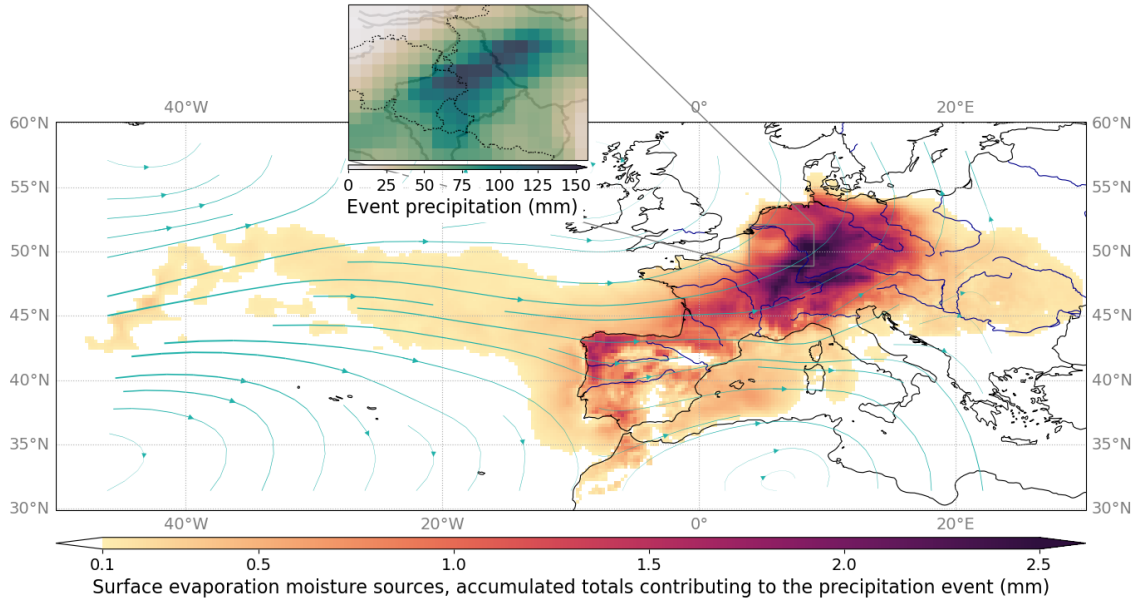 0 25 50 75 100 125 150
Event precipitation (mm)
40°W 0° 20°E
60°N 60°N
55°N 55°N
50°N 50°N
45°N 45°N
40°N 40°N
35°N 35°N
30°N 30°N
40°W 20°W 0° 20°E
0.1 0.5 1.0 1.5 2.0 2.5
Surface evaporation moisture sources, accumulated totals contributing to the precipitation event (mm)